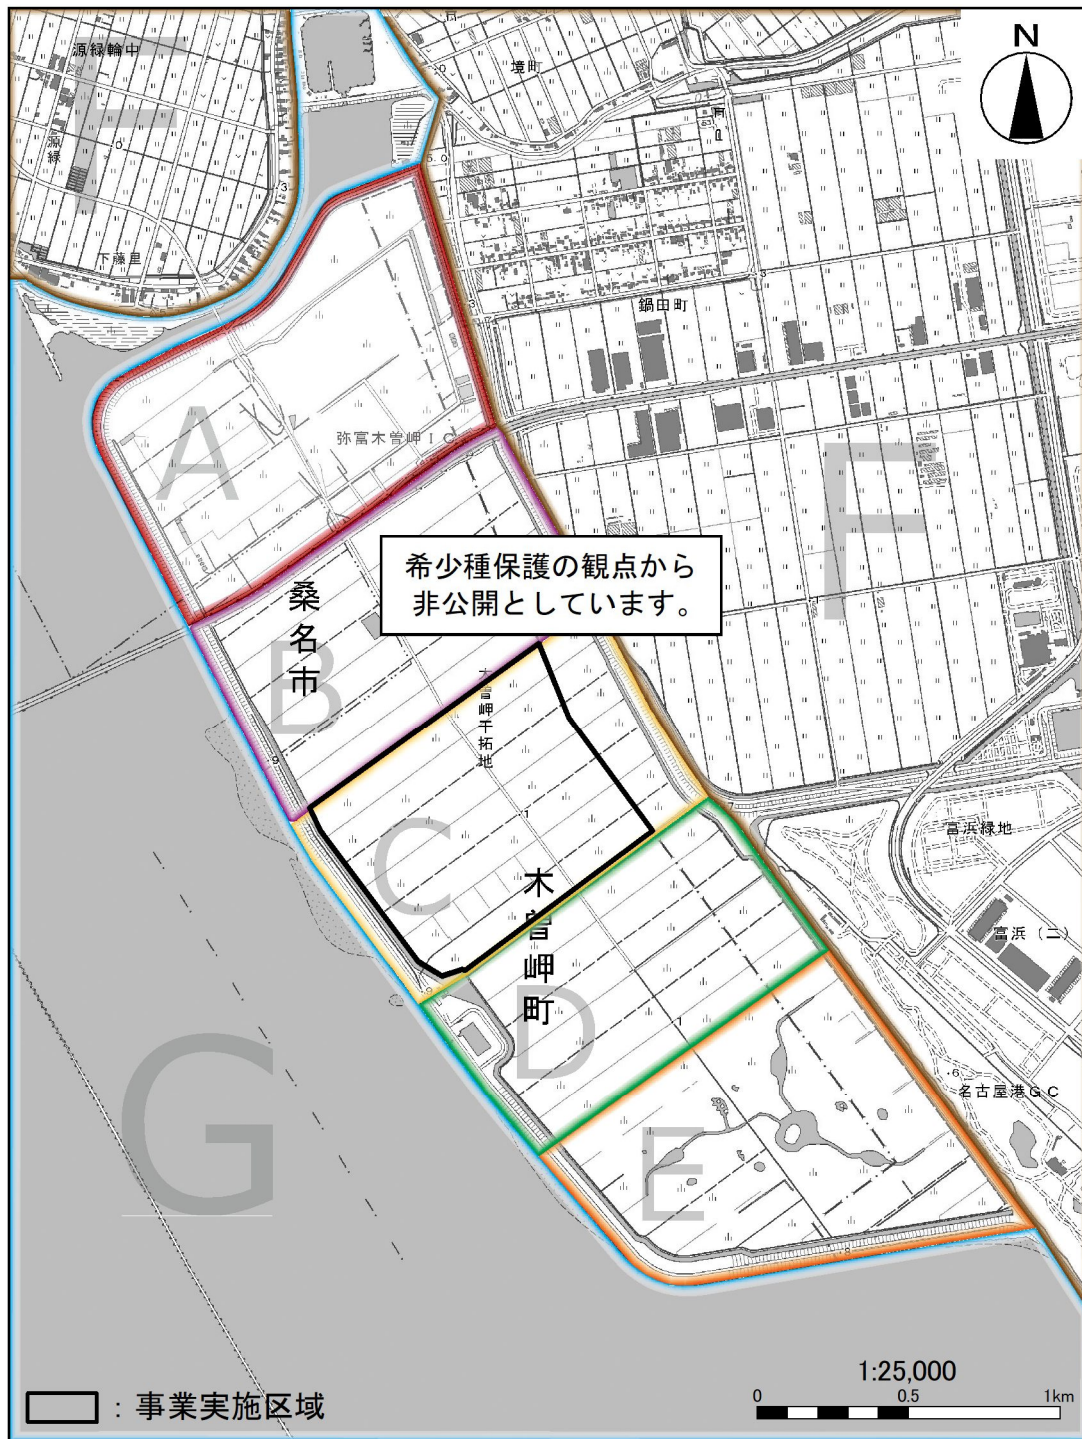 源緑輪中
境町
N
F
源緑
下藤里
鍋田町
A
弥富木曽岬IC
F
希少種保護の観点から
非公開としています。
桑名市
B
木曽岬干拓地
富浜緑地
C
木曽岬町
富浜（二）
D
G
名古屋港GC
E
1:25,000
0 0.5 1km
：事業実施区域